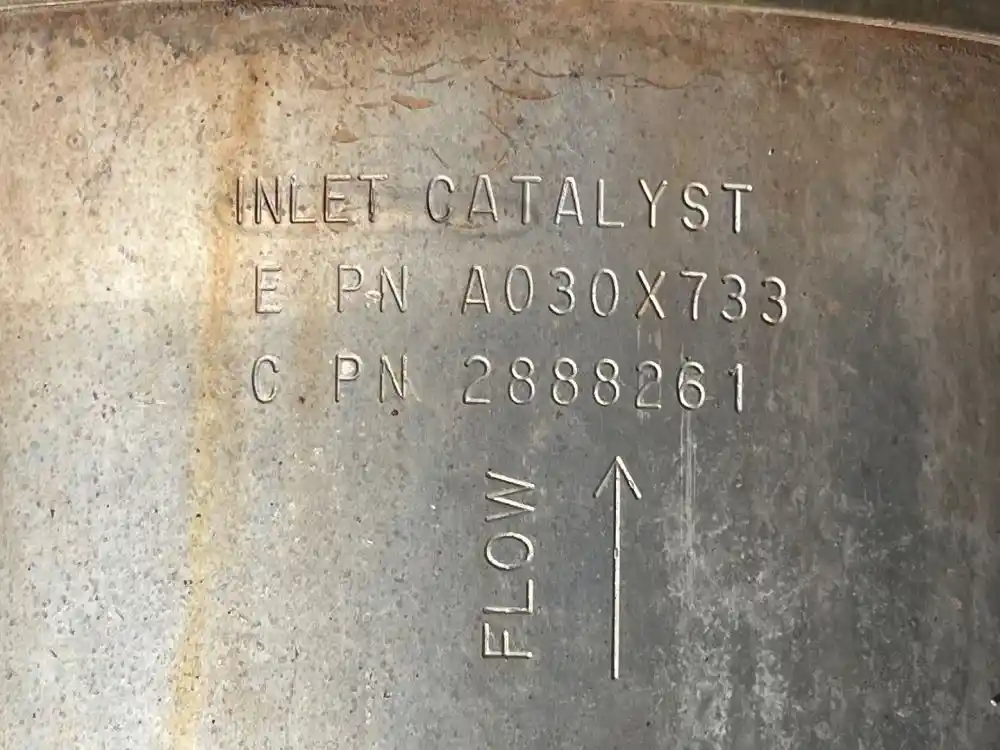 INLET CATALYST
E PN A030X733
C PN 2888261
FLOW